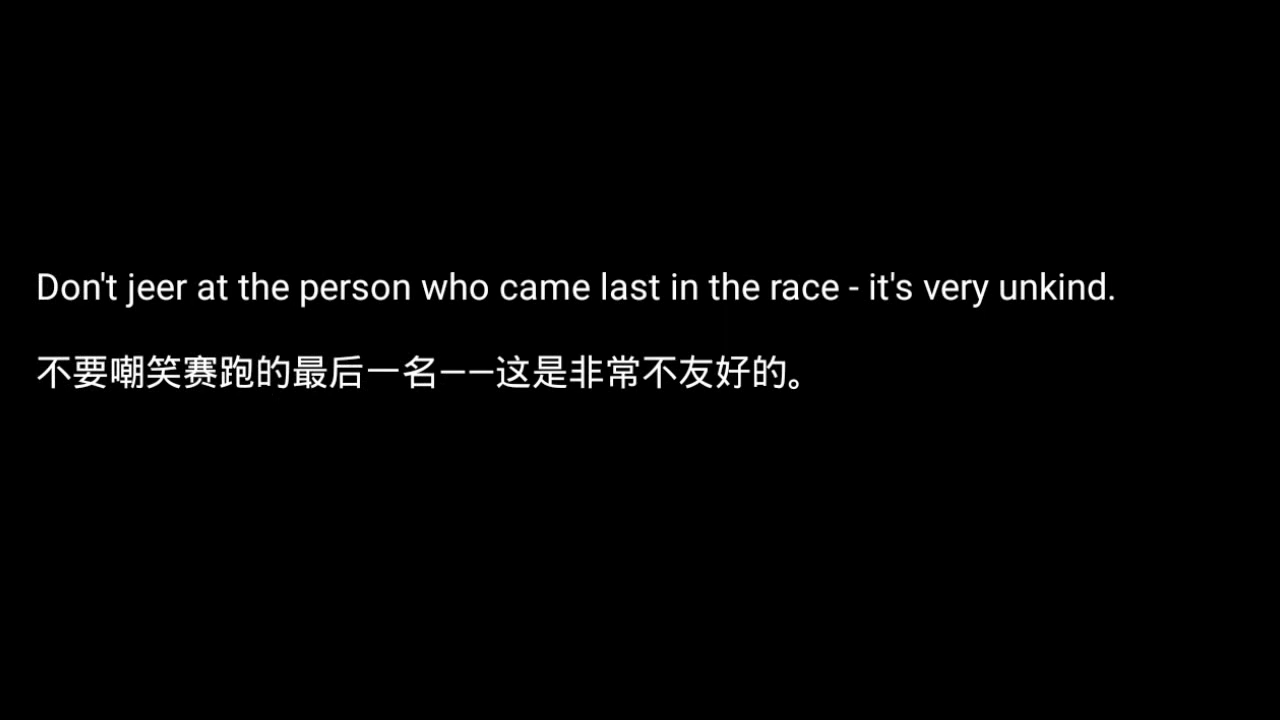 Don't jeer at the person who came last in the race - it's very unkind.
不要嘲笑赛跑的最后一名——这是非常不友好的。